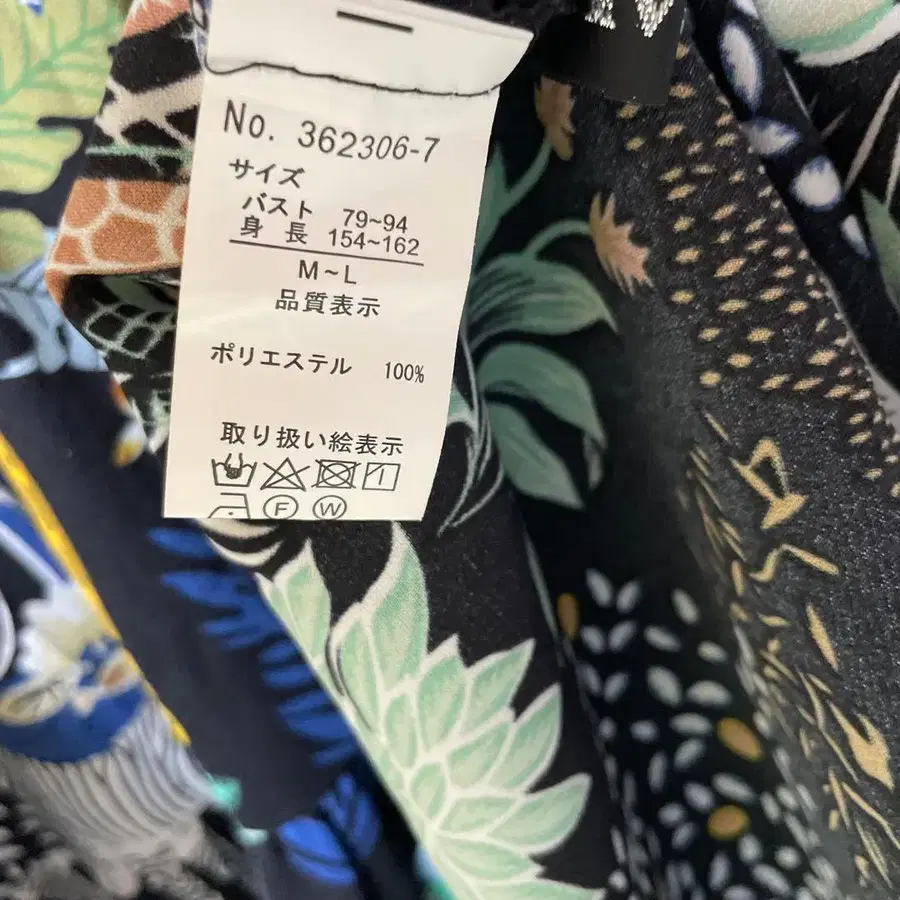 No. 362306-7
サイズ
バスト 79~94
身長 154~162
M~L
品質表示
ポリエステル 100%
取り扱い絵表示
F W